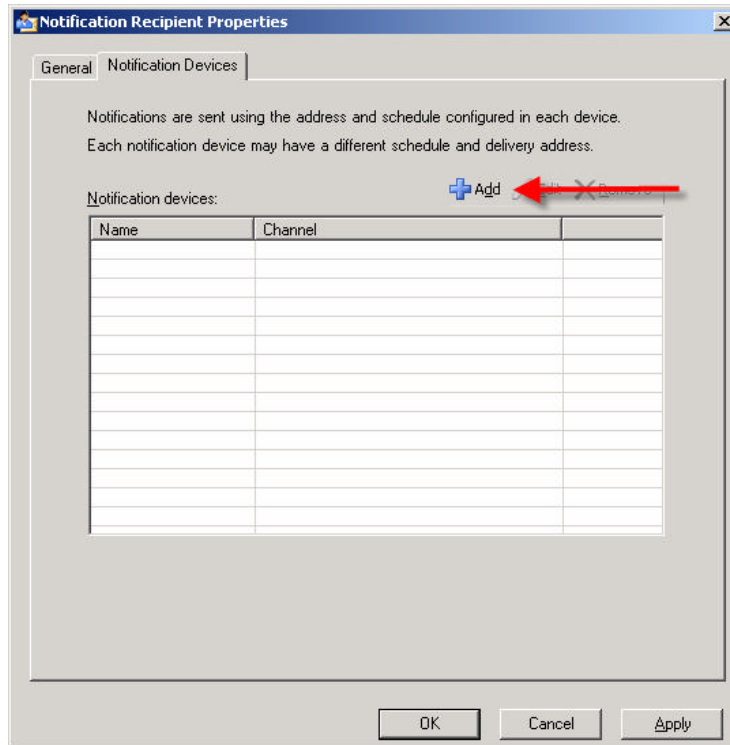 Notification Recipient Properties
General Notification Devices
Notifications are sent using the address and schedule configured in each device.
Each notification device may have a different schedule and delivery address.
Notification devices: Add
Name Channel
OK Cancel Apply